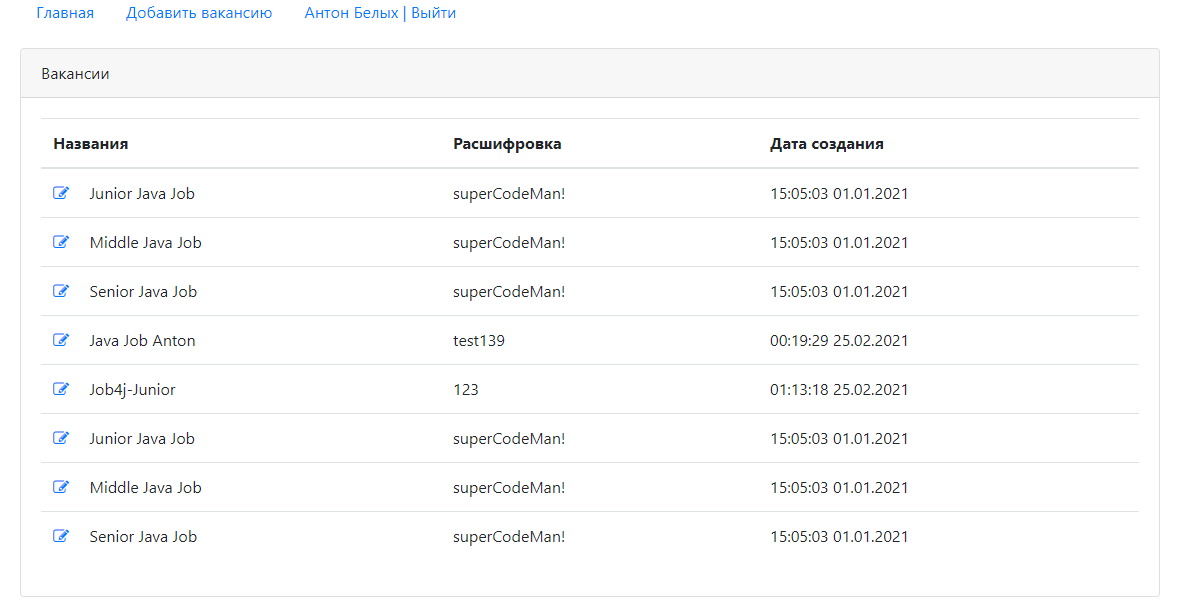 Главная Добавить вакансию Антон Белых | Выйти
Вакансии
Названия Расшифровка Дата создания
Junior Java Job superCodeMan! 15:05:03 01.01.2021
Middle Java Job superCodeMan! 15:05:03 01.01.2021
Senior Java Job superCodeMan! 15:05:03 01.01.2021
Java Job Anton test139 00:19:29 25.02.2021
Job4j-Junior 123 01:13:18 25.02.2021
Junior Java Job superCodeMan! 15:05:03 01.01.2021
Middle Java Job superCodeMan! 15:05:03 01.01.2021
Senior Java Job superCodeMan! 15:05:03 01.01.2021